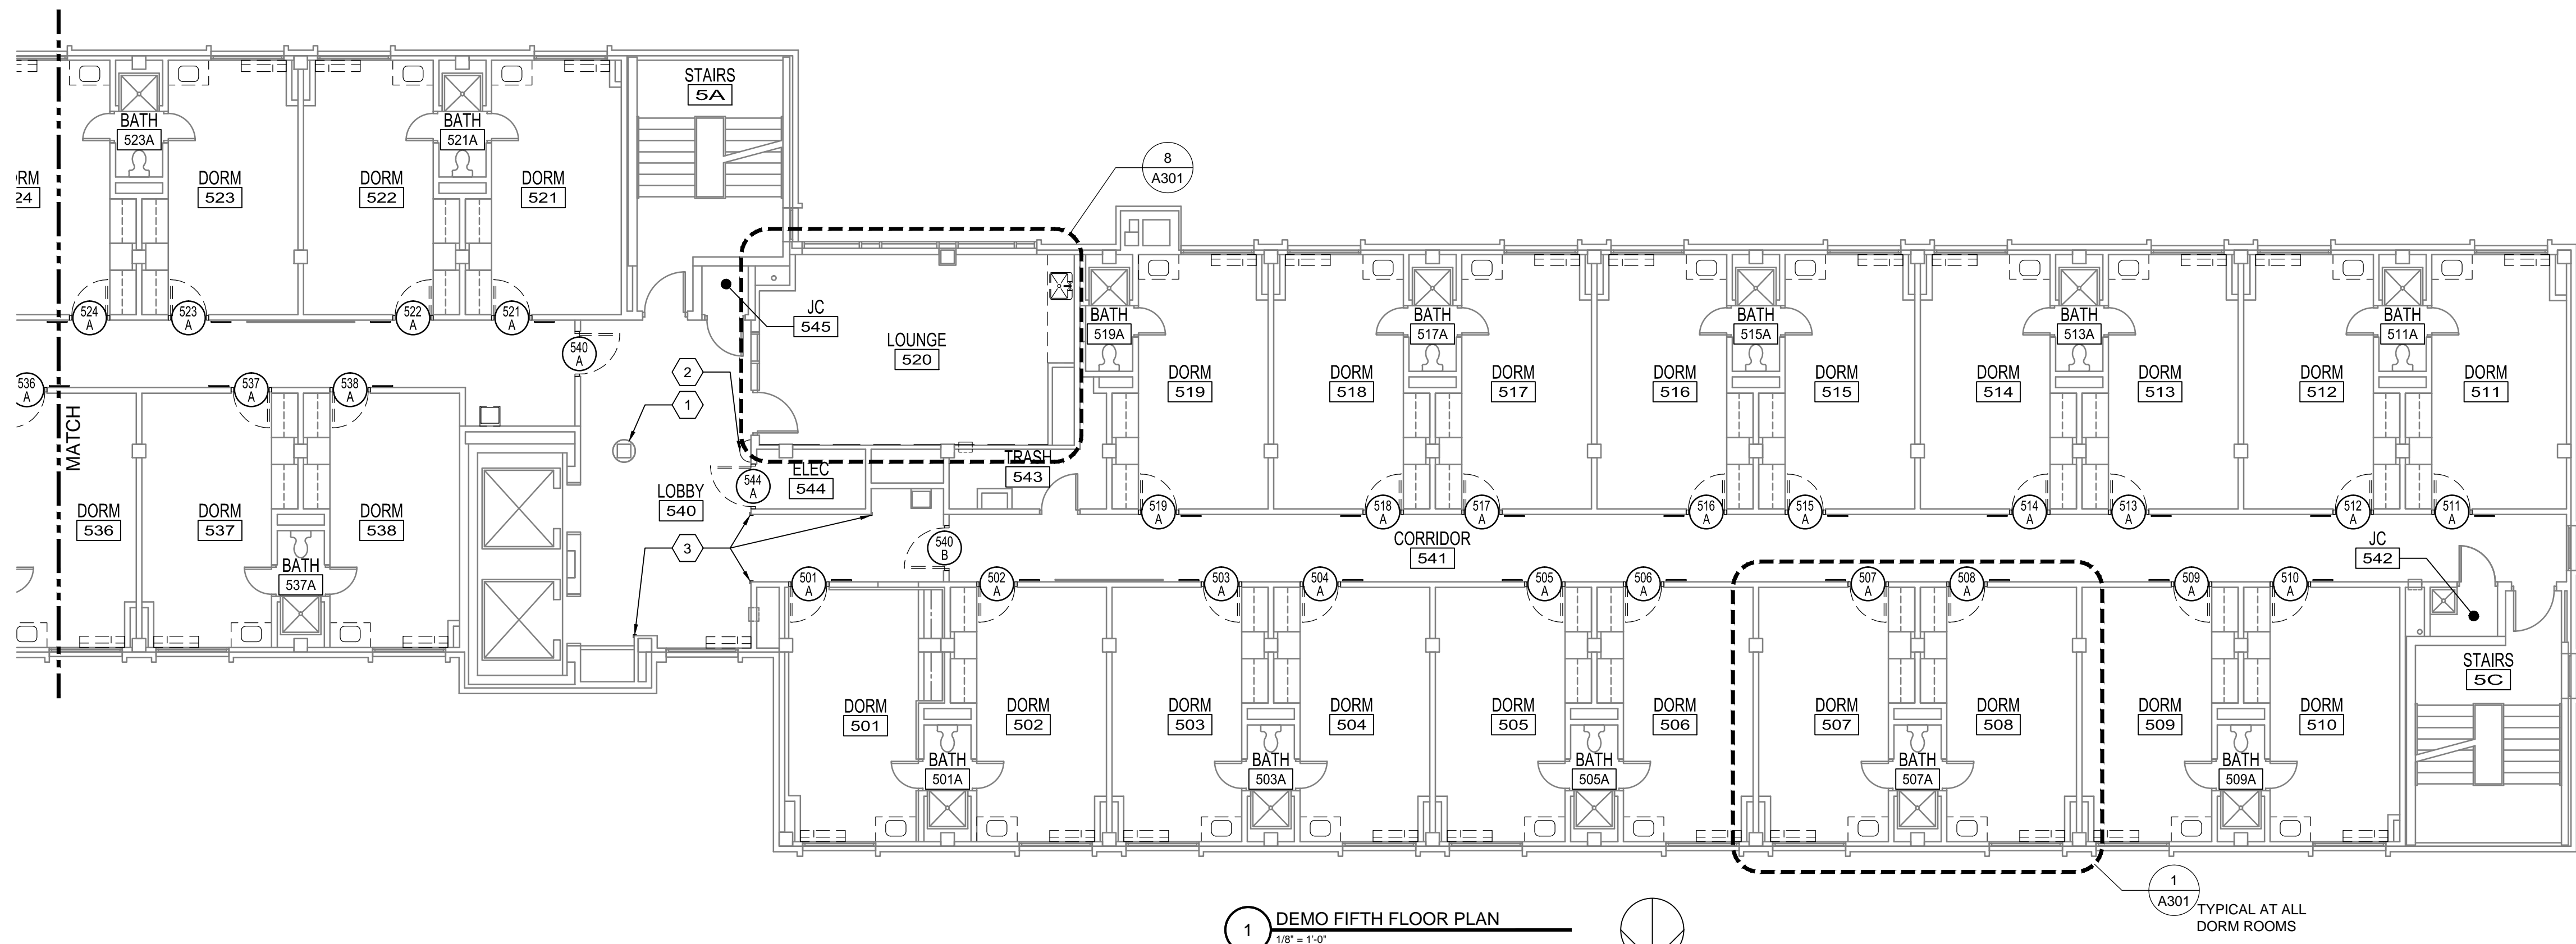 STAIRS
5A
BATH
523A
BATH
521A
DORM
523
DORM
522
DORM
521
RM
24
8
A301
524
A
523
A
522
A
521
A
540
A
JC
545
LOUNGE
520
BATH
519A
BATH
517A
BATH
515A
BATH
513A
BATH
511A
DORM
519
DORM
518
DORM
517
DORM
516
DORM
515
DORM
514
DORM
513
DORM
512
DORM
511
536
A
537
A
538
A
2
1
MATCH
ELEC
544
TRASH
543
544
A
LOBBY
540
DORM
536
DORM
537
DORM
538
519
A
518
A
517
A
516
A
515
A
514
A
513
A
512
A
511
A
3
540
B
CORRIDOR
541
JC
542
BATH
537A
501
A
502
A
503
A
504
A
505
A
506
A
507
A
508
A
509
A
510
A
STAIRS
5C
DORM
501
DORM
502
DORM
503
DORM
504
DORM
505
DORM
506
DORM
507
DORM
508
DORM
509
DORM
510
BATH
501A
BATH
503A
BATH
505A
BATH
507A
BATH
509A
1
A301
TYPICAL AT ALL
DORM ROOMS
1
DEMO FIFTH FLOOR PLAN
1/8" = 1'-0"